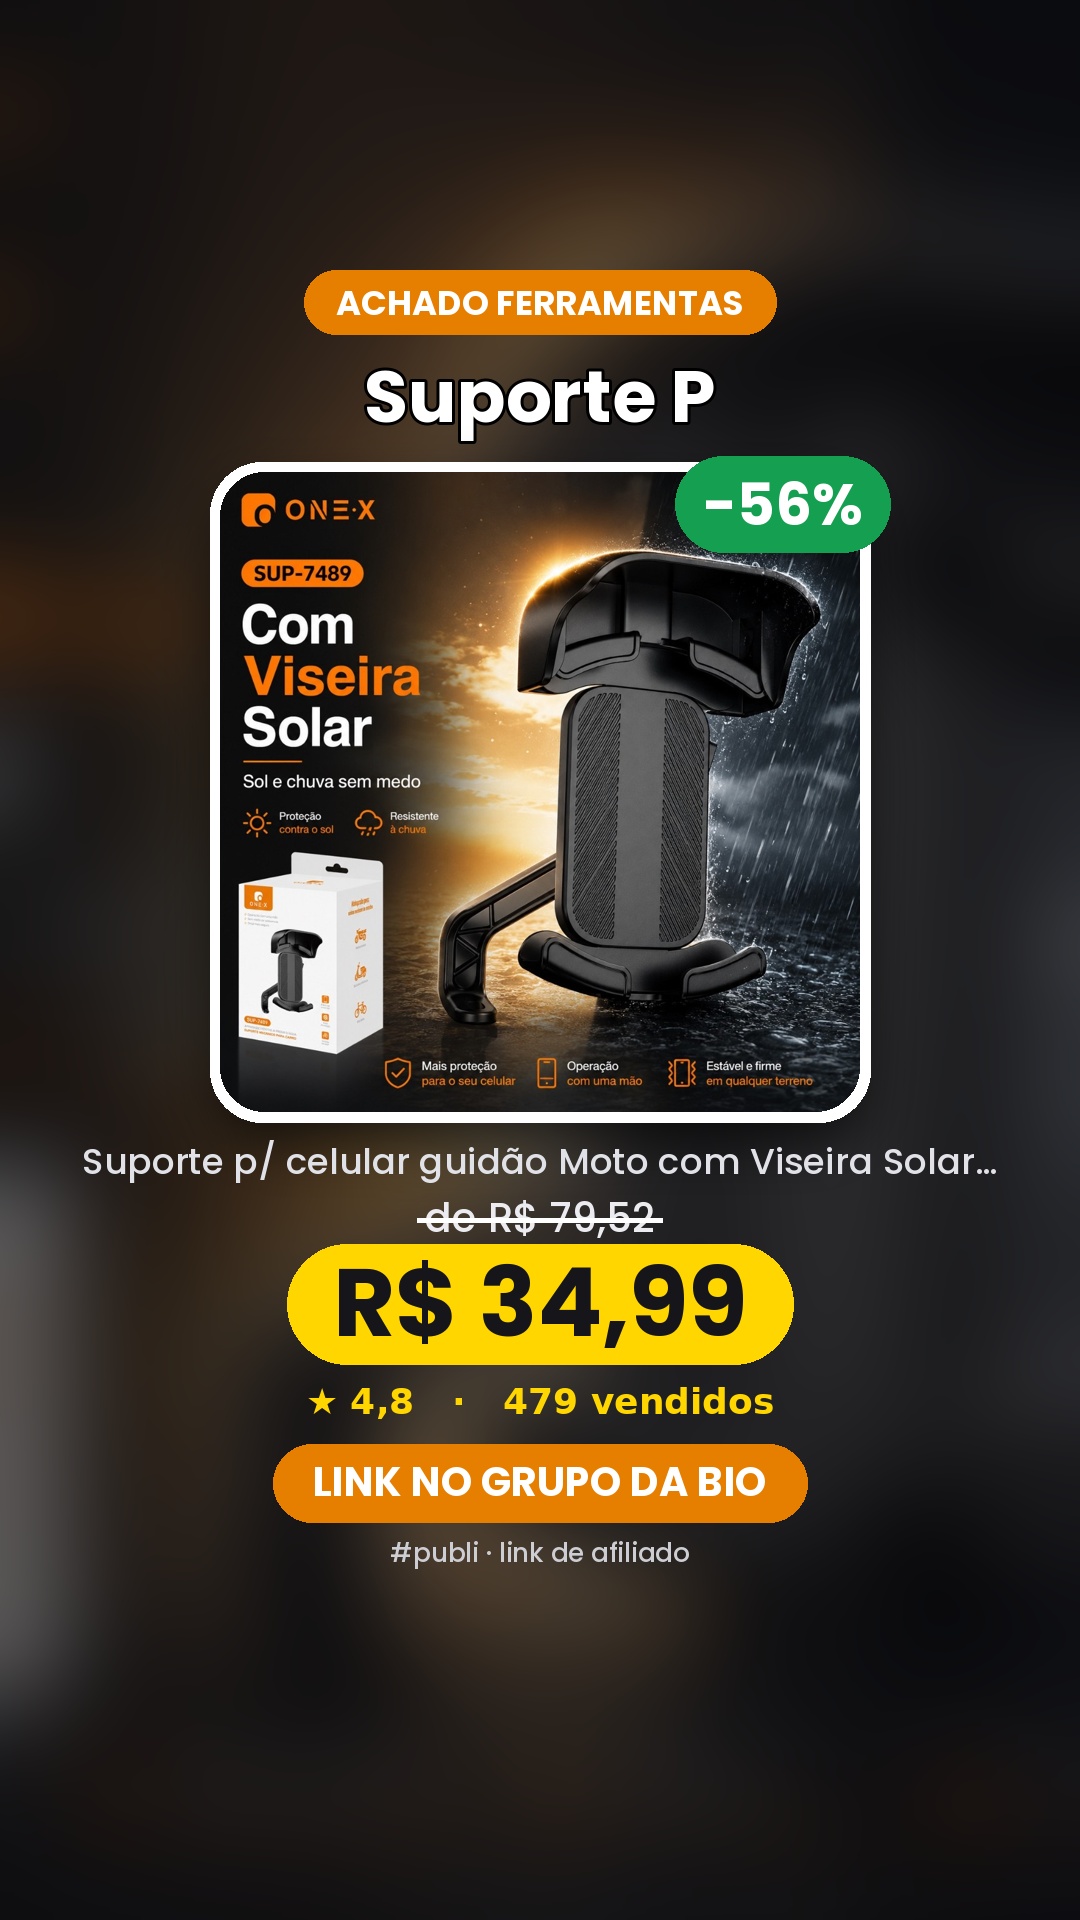 ACHADO FERRAMENTAS
Suporte P
-56%
ONE·X
SUP-7489
Com
Viseira
Solar
Sol e chuva sem medo
Proteção
contra o sol
Resistente
à chuva
ONE·X
Mais proteção
para o seu celular
Operação
com uma mão
Estável e firme
em qualquer terreno
Suporte p/ celular guidão Moto com Viseira Solar...
de R$ 79,52
R$ 34,99
★ 4,8 · 479 vendidos
LINK NO GRUPO DA BIO
#publi · link de afiliado